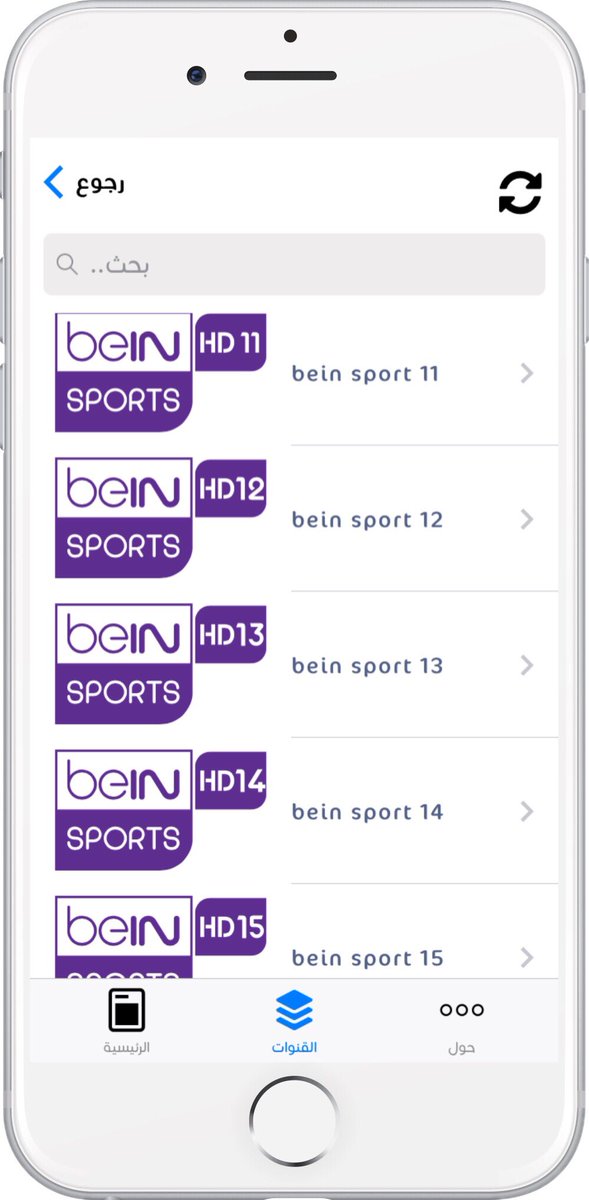 رجوع
بحث..
beIN HD 11
SPORTS
bein sport 11
beIN HD12
SPORTS
bein sport 12
beIN HD13
SPORTS
bein sport 13
beIN HD14
SPORTS
bein sport 14
beIN HD15
SPORTS
bein sport 15
الرئيسية
القنوات
حول